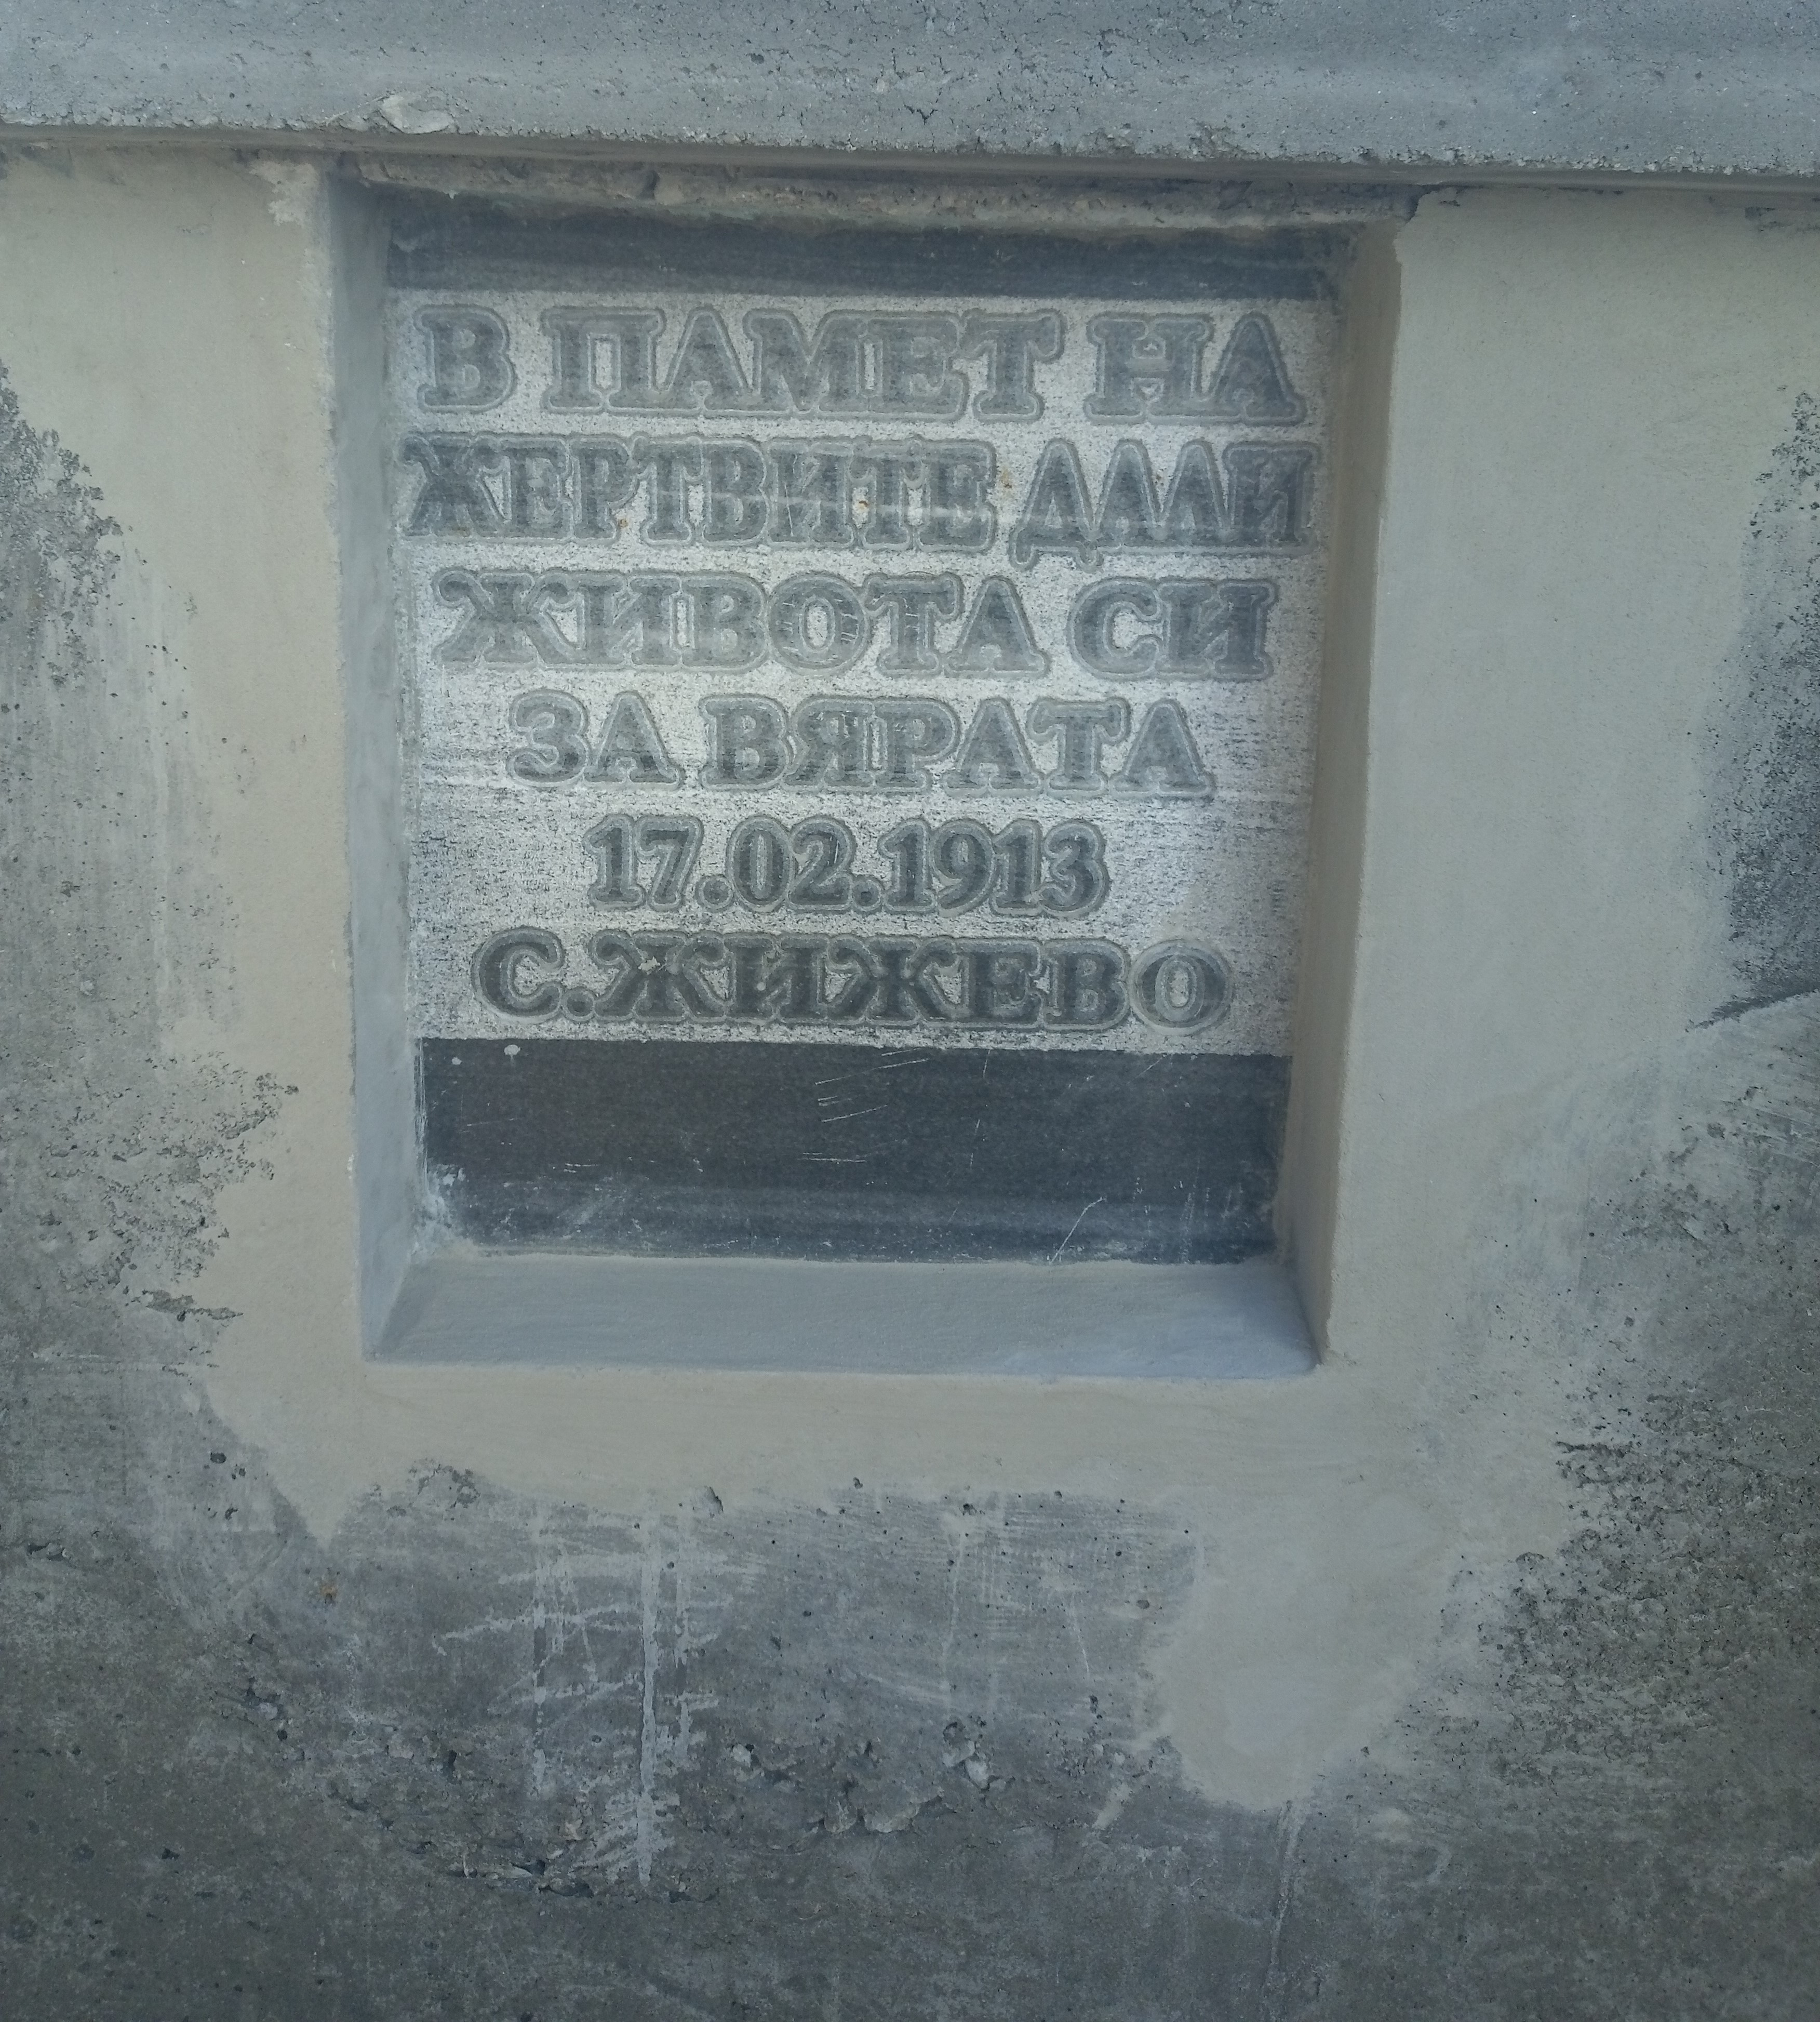 В ПАМЕТ НА
ЖЕРТВИТЕ ДАЛИ
ЖИВОТА СИ
ЗА ВЯРАТА
17.02.1913
С.ЖИЖЕВО